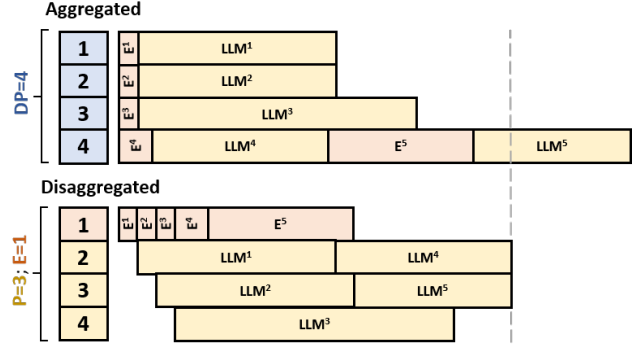 Aggregated
DP=4
1 E¹ LLM¹
2 E² LLM²
3 E³ LLM³
4 E⁴ LLM⁴ E⁵ LLM⁵
Disaggregated
P=3; E=1
1 E¹ E² E³ E⁴ E⁵
2 LLM¹ LLM⁴
3 LLM² LLM⁵
4 LLM³